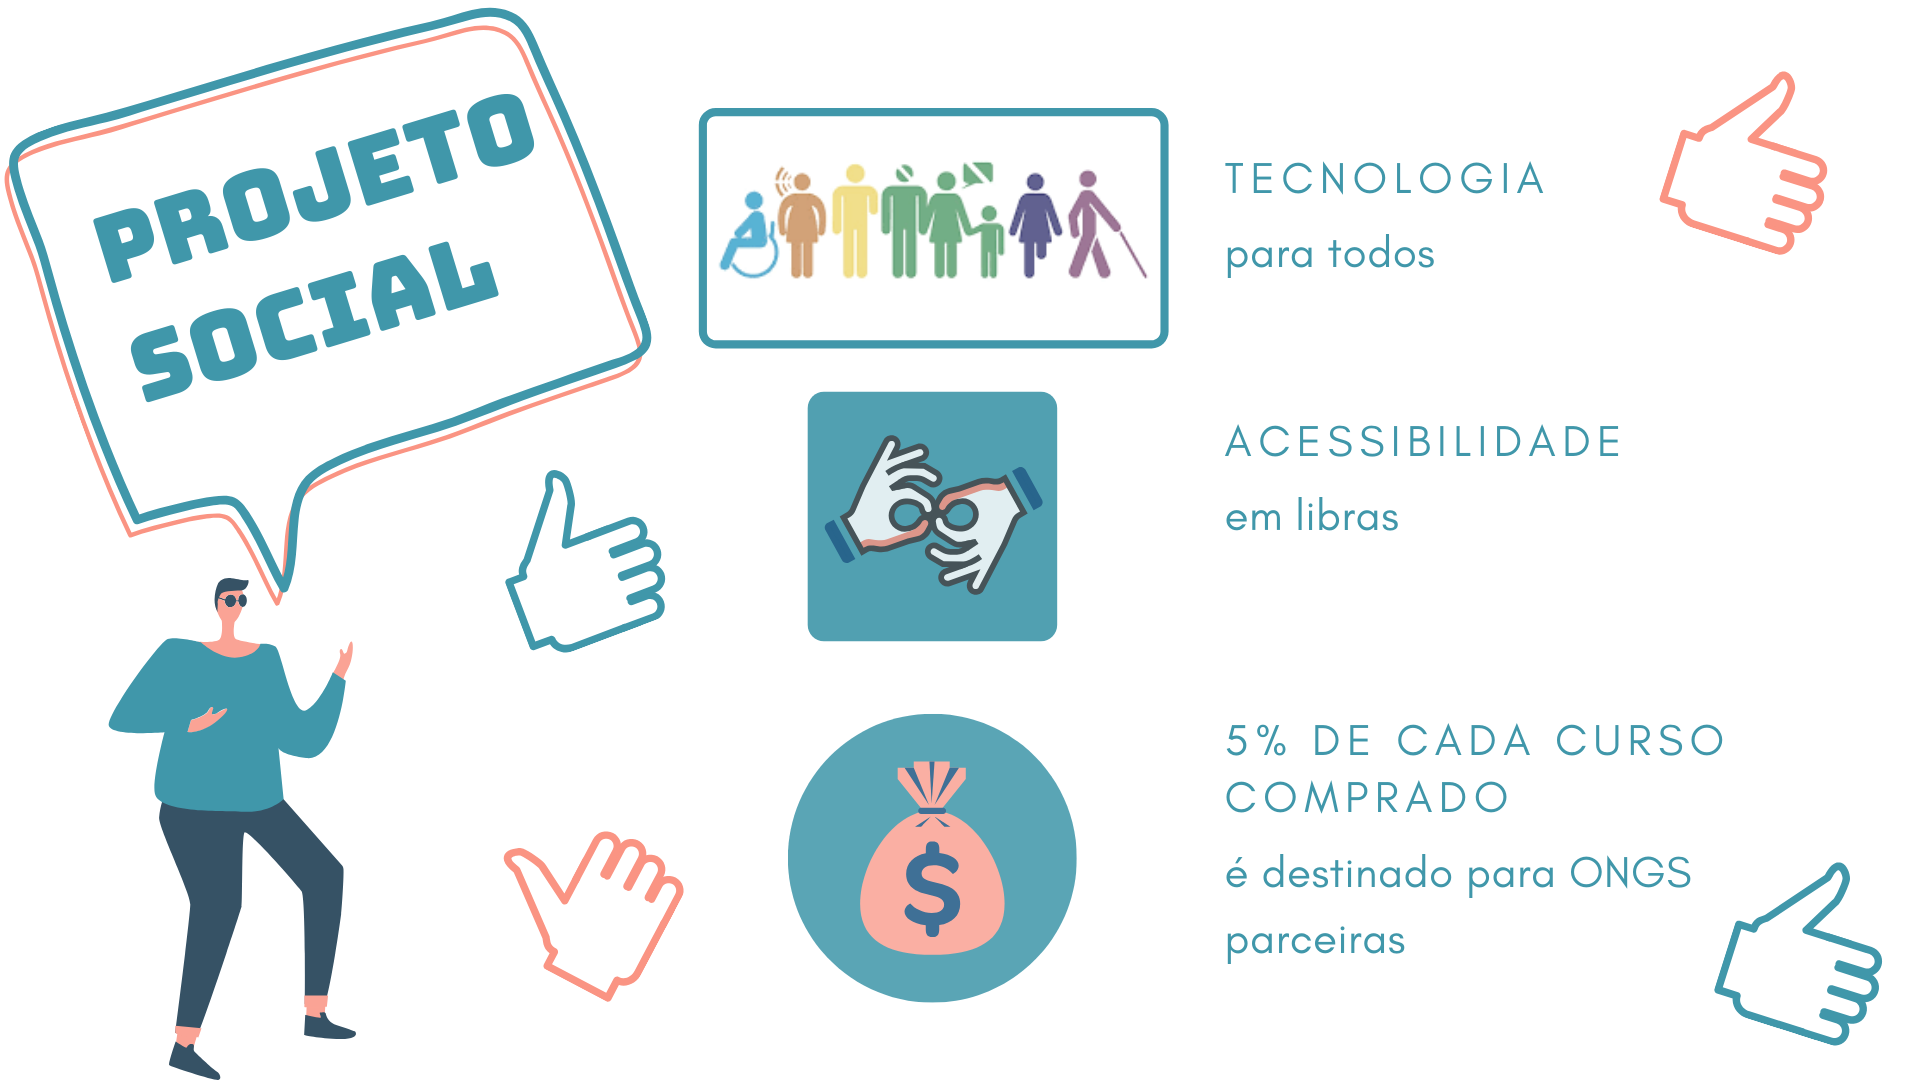 PROJETO
SOCIAL
TECNOLOGIA
para todos
ACESSIBILIDADE
em libras
$
5% DE CADA CURSO
COMPRADO
é destinado para ONGS
parceiras